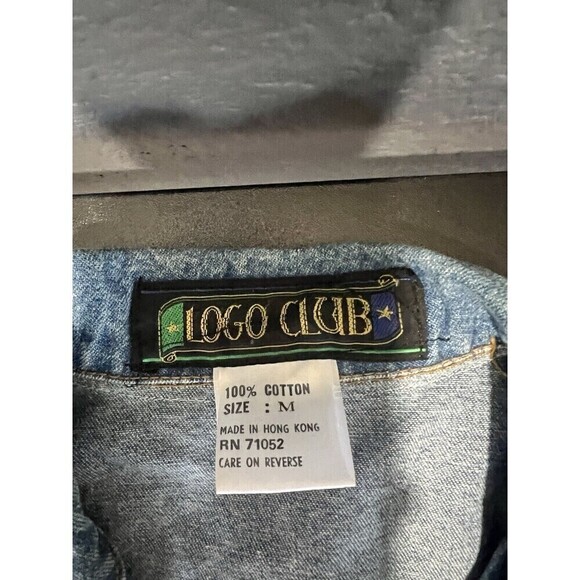 LOGO CLUB
100% COTTON
SIZE : M
MADE IN HONG KONG
RN 71052
CARE ON REVERSE